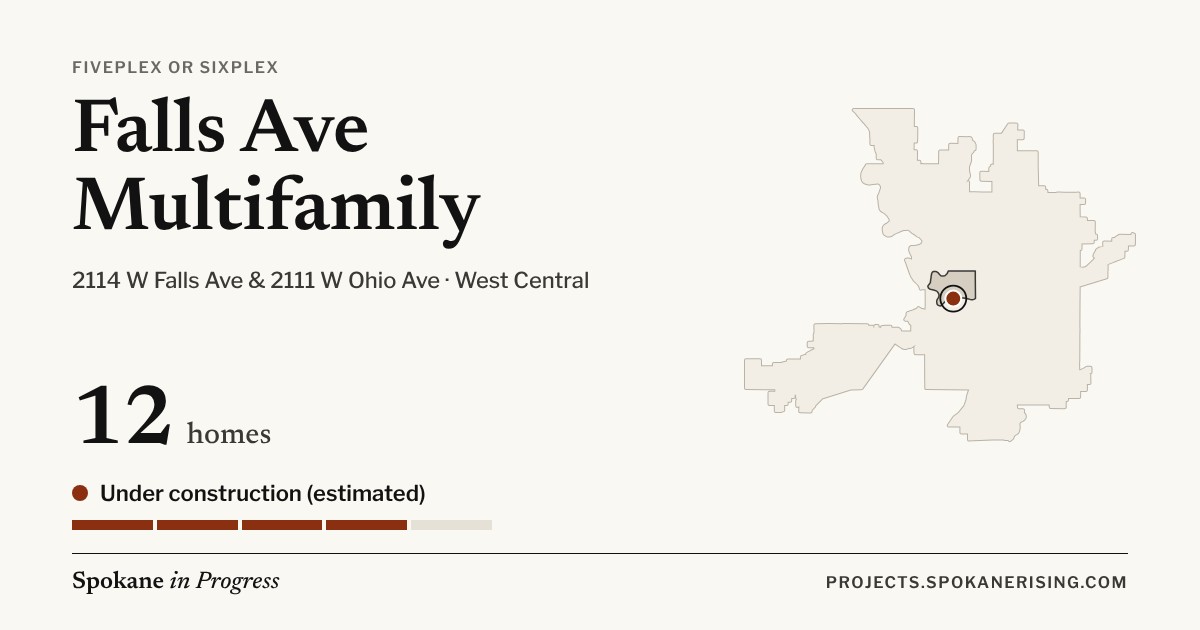 FIVEPLEX OR SIXPLEX
Falls Ave
Multifamily
2114 W Falls Ave & 2111 W Ohio Ave · West Central
12 homes
Under construction (estimated)
Spokane in Progress
PROJECTS.SPOKANERISING.COM